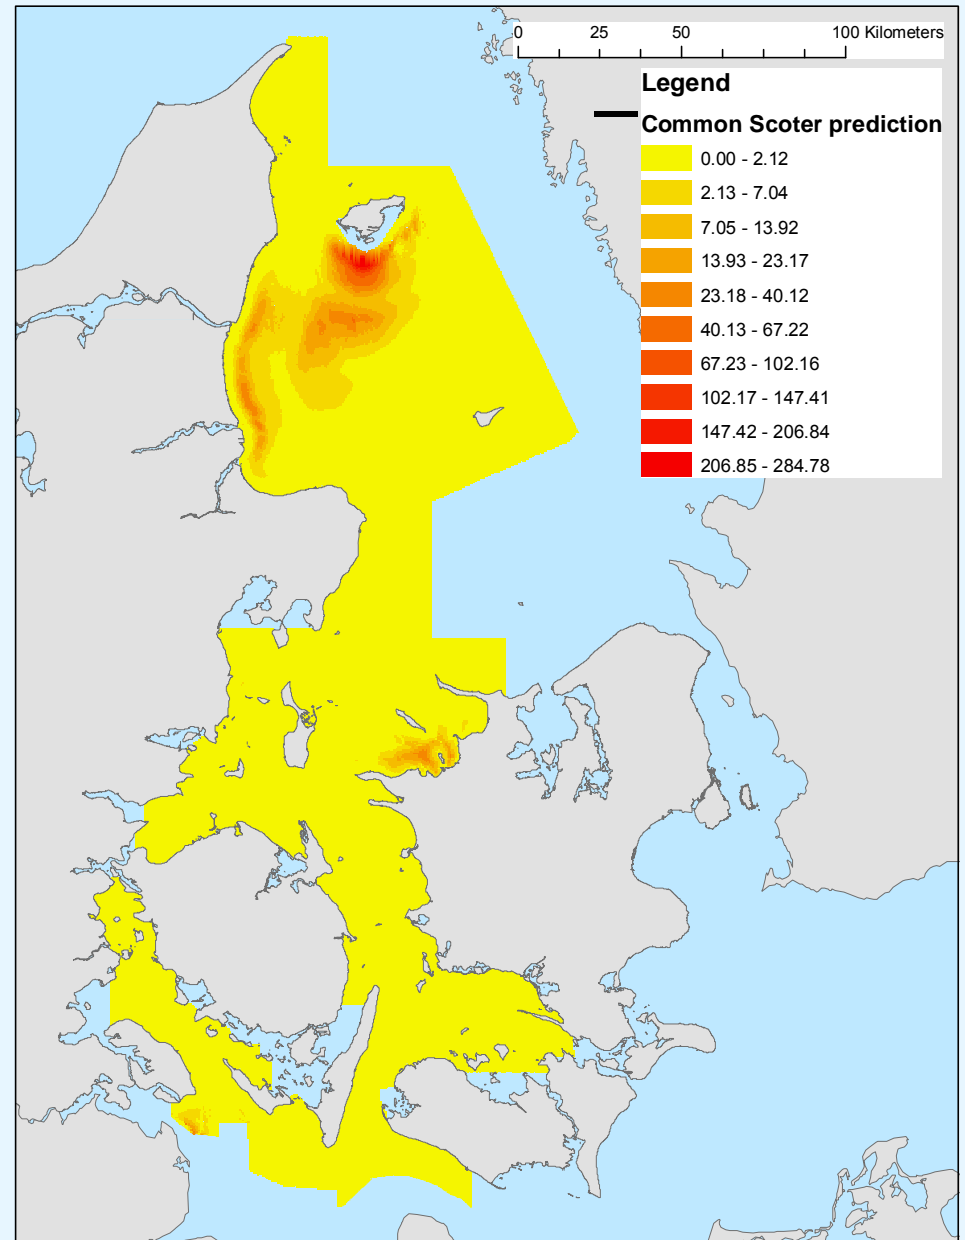 0 25 50 100 Kilometers
Legend
Common Scoter prediction
0.00 - 2.12
2.13 - 7.04
7.05 - 13.92
13.93 - 23.17
23.18 - 40.12
40.13 - 67.22
67.23 - 102.16
102.17 - 147.41
147.42 - 206.84
206.85 - 284.78